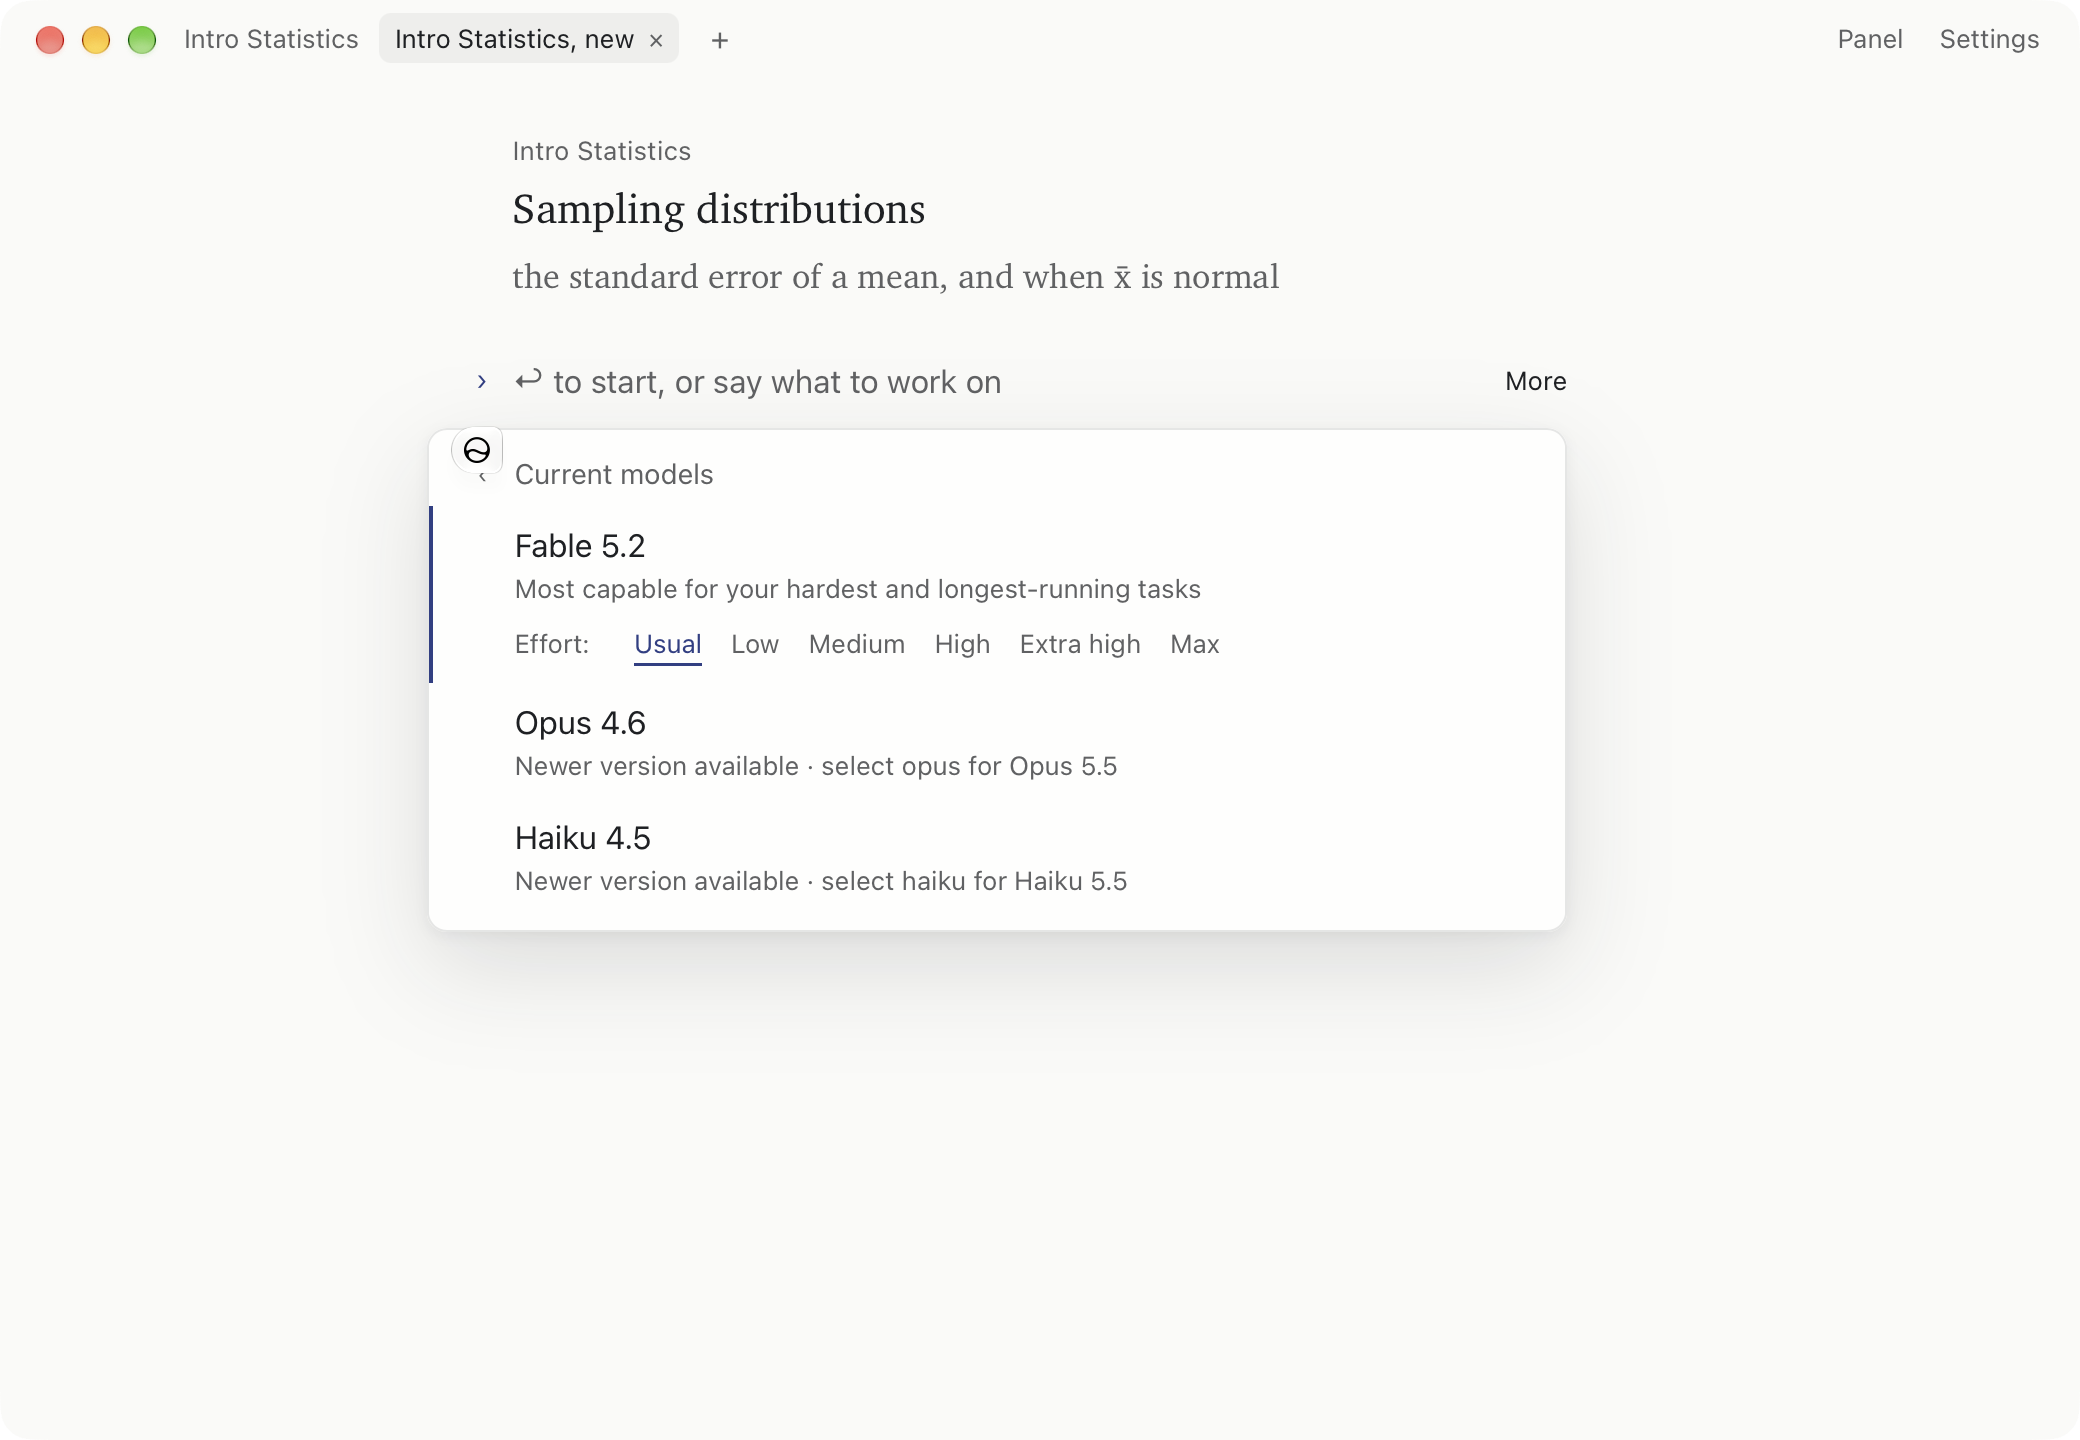 Intro Statistics
Intro Statistics, new ×
+
Panel
Settings
Intro Statistics
Sampling distributions
the standard error of a mean, and when x̄ is normal
› ↩ to start, or say what to work on
More
‹ Current models
Fable 5.2
Most capable for your hardest and longest-running tasks
Effort: Usual Low Medium High Extra high Max
Opus 4.6
Newer version available · select opus for Opus 5.5
Haiku 4.5
Newer version available · select haiku for Haiku 5.5